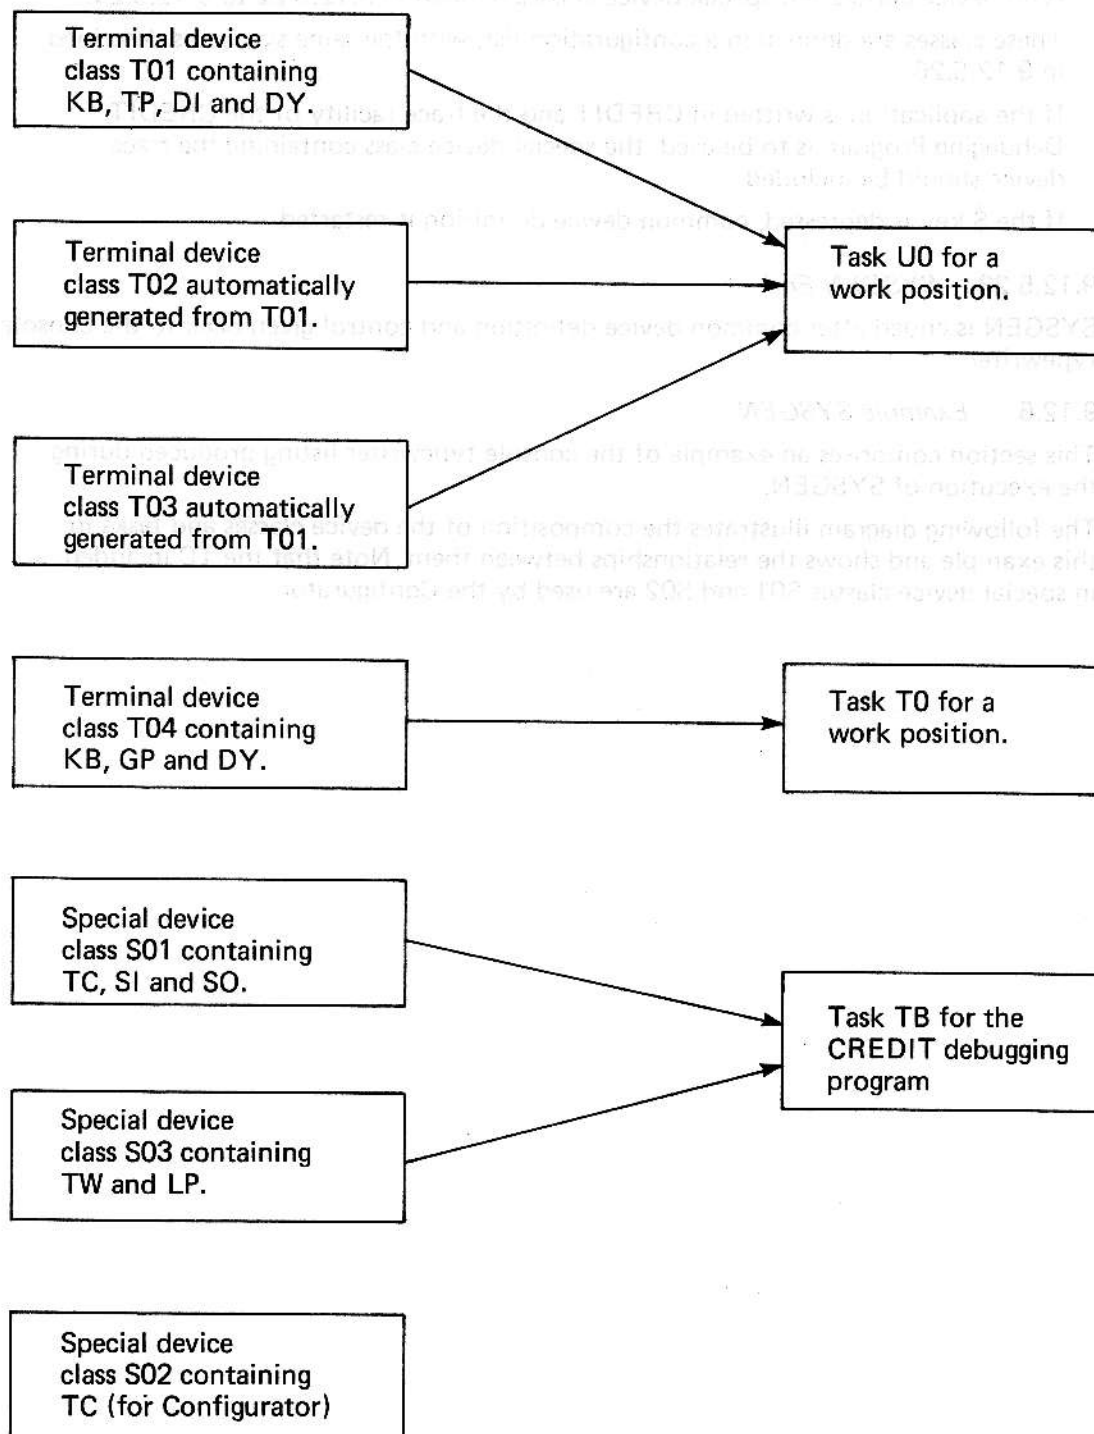 Terminal device
class T01 containing
KB, TP, DI and DY.
Terminal device
class T02 automatically
generated from T01.
Task U0 for a
work position.
Terminal device
class T03 automatically
generated from T01.
Terminal device
class T04 containing
KB, GP and DY.
Task T0 for a
work position.
Special device
class S01 containing
TC, SI and SO.
Task TB for the
CREDIT debugging
program
Special device
class S03 containing
TW and LP.
Special device
class S02 containing
TC (for Configurator)